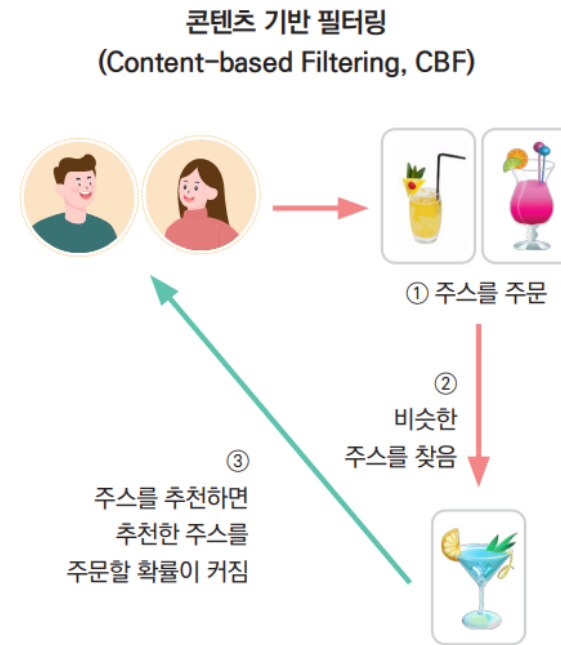 콘텐츠 기반 필터링
(Content-based Filtering, CBF)
① 주스를 주문
②
비슷한
주스를 찾음
③
주스를 추천하면
추천한 주스를
주문할 확률이 커짐